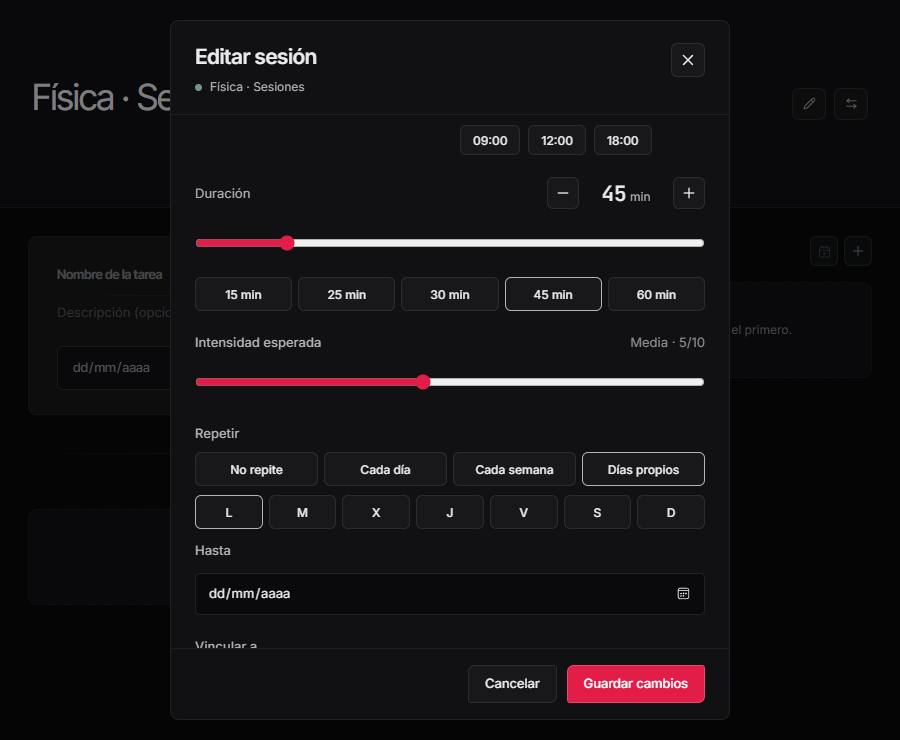 Editar sesión
Física · Sesiones
Física · Se
09:00 12:00 18:00
Duración 45 min
15 min 25 min 30 min 45 min 60 min
Intensidad esperada Media · 5/10
Repetir
No repite Cada día Cada semana Días propios
L M X J V S D
Hasta
dd/mm/aaaa
Vincular a
Cancelar Guardar cambios
Nombre de la tarea
Descripción (opcio
dd/mm/aaaa
el primero.